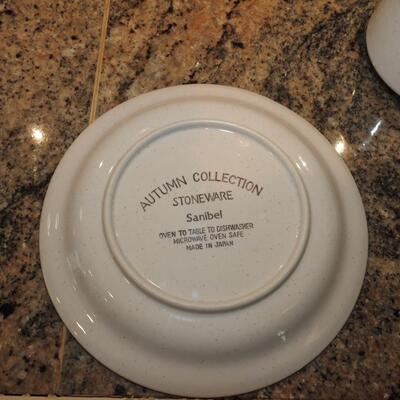 AUTUMN COLLECTION
STONEWARE
Sanibel
OVEN TO TABLE TO DISHWASHER
MICROWAVE OVEN SAFE
MADE IN JAPAN